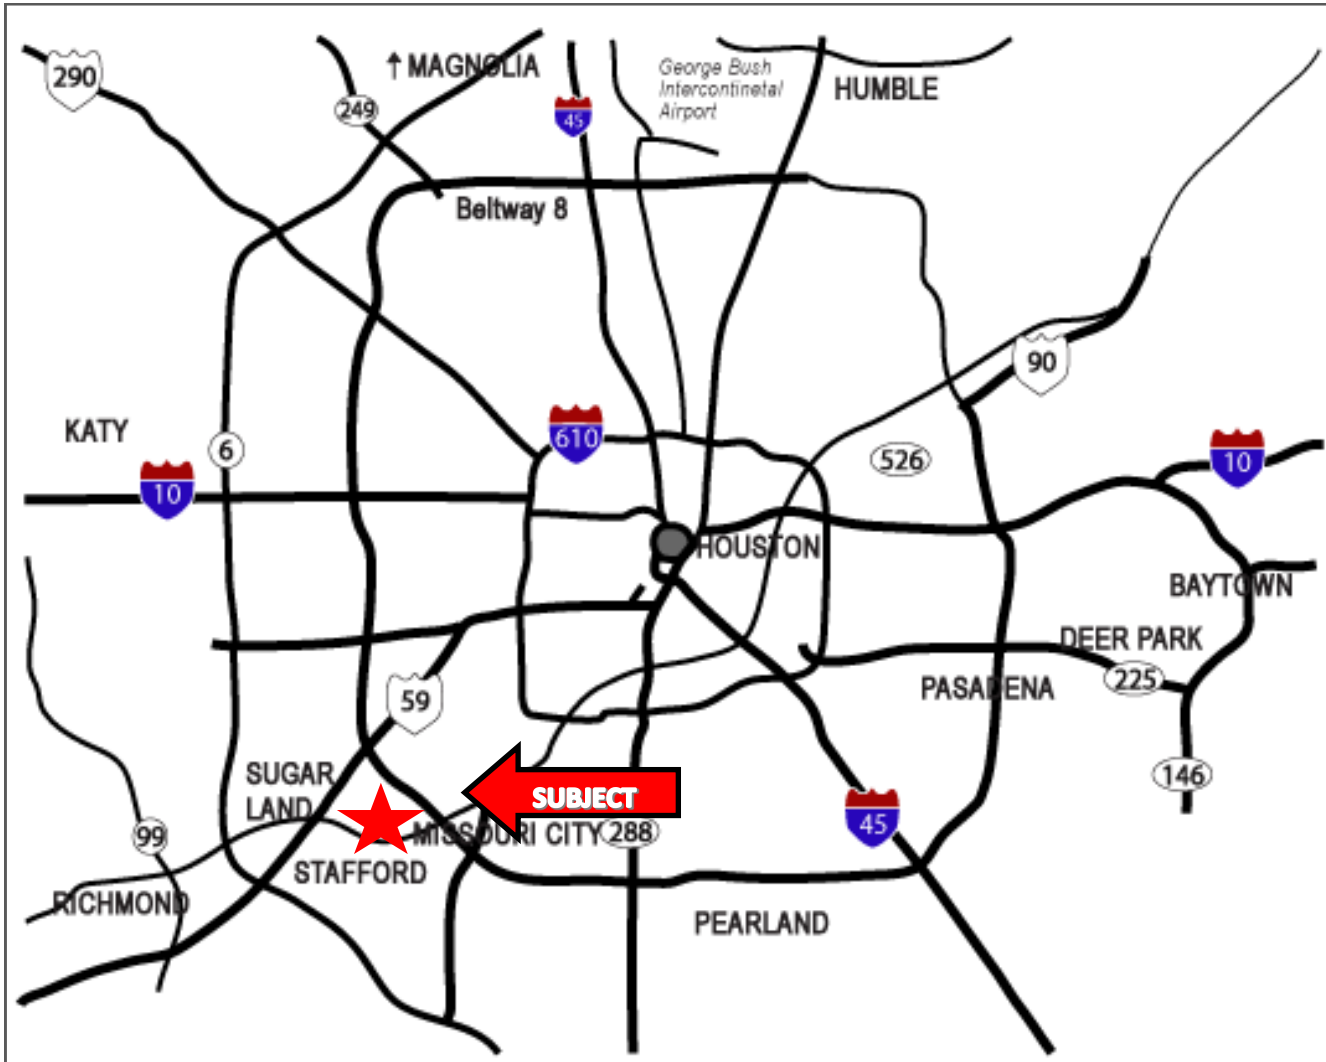 290
MAGNOLIA
249
45
George Bush
Intercontinetal
Airport
HUMBLE
Beltway 8
90
KATY
6
610
526
10
10
HOUSTON
BAYTOWN
DEER PARK
225
PASADENA
59
SUGAR
LAND
SUBJECT
146
99
MISSOURI CITY
288
45
STAFFORD
RICHMOND
PEARLAND